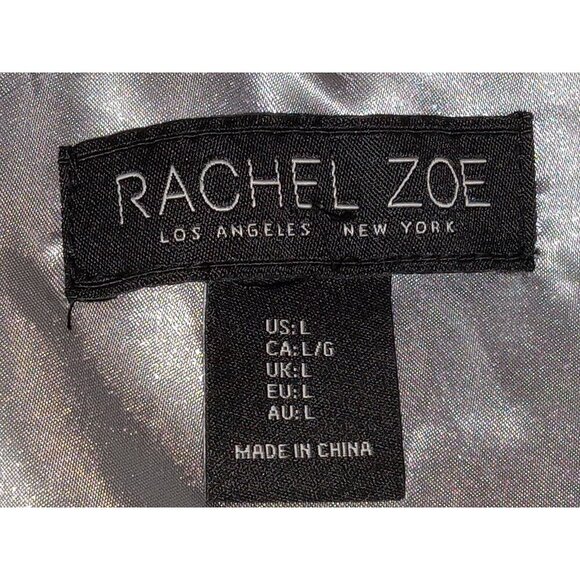 RACHEL ZOE
LOS ANGELES NEW YORK
US: L
CA: L/G
UK: L
EU: L
AU: L
MADE IN CHINA